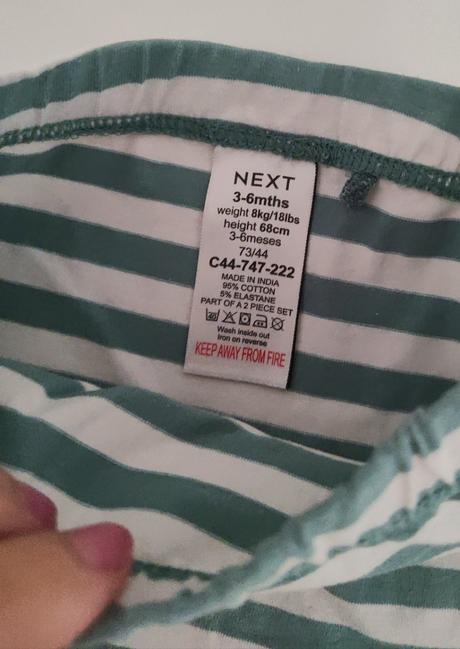 NEXT
3-6mths
weight 8kg/18lbs
height 68cm
3-6meses
73/44
C44-747-222
MADE IN INDIA
95% COTTON
5% ELASTANE
PART OF A 2 PIECE SET
Wash inside out
Iron on reverse
KEEP AWAY FROM FIRE